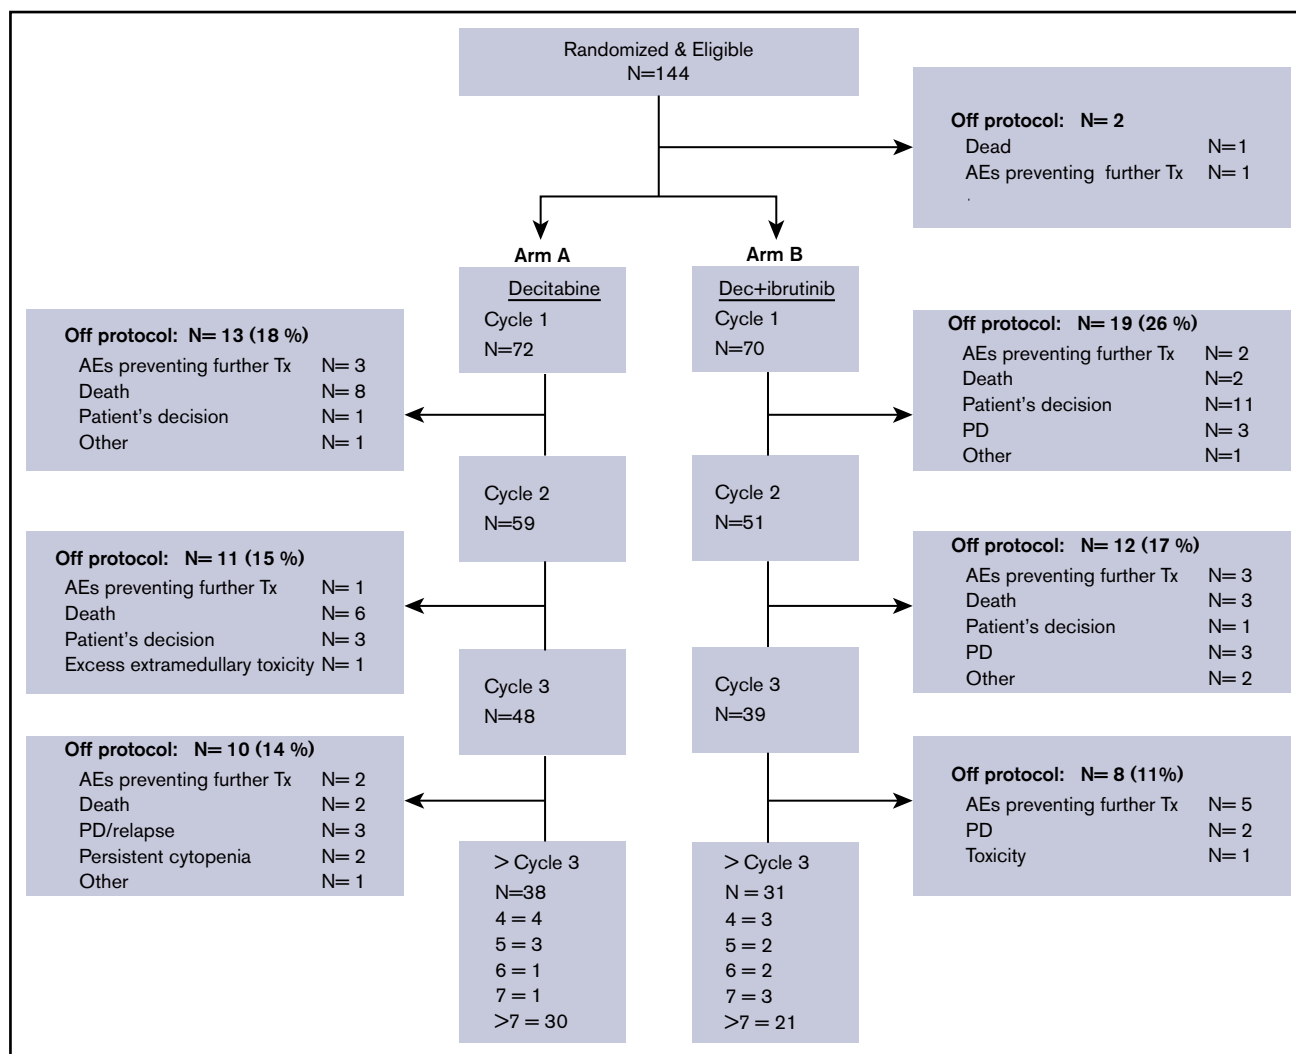 Randomized & Eligible
N=144
Off protocol: N= 2
Dead N=1
AEs preventing further Tx N= 1
.
Arm A
Decitabine
Cycle 1
N=72
Arm B
Dec+ibrutinib
Cycle 1
N=70
Off protocol: N= 13 (18 %)
AEs preventing further Tx N= 3
Death N= 8
Patient's decision N= 1
Other N= 1
Off protocol: N= 19 (26 %)
AEs preventing further Tx N= 2
Death N=2
Patient's decision N=11
PD N= 3
Other N=1
Cycle 2
N=59
Cycle 2
N=51
Off protocol: N= 11 (15 %)
AEs preventing further Tx N= 1
Death N= 6
Patient's decision N= 3
Excess extramedullary toxicity N= 1
Off protocol: N= 12 (17 %)
AEs preventing further Tx N= 3
Death N= 3
Patient's decision N= 1
PD N= 3
Other N= 2
Cycle 3
N=48
Cycle 3
N=39
Off protocol: N= 10 (14 %)
AEs preventing further Tx N= 2
Death N= 2
PD/relapse N= 3
Persistent cytopenia N= 2
Other N= 1
Off protocol: N= 8 (11%)
AEs preventing further Tx N= 5
PD N= 2
Toxicity N= 1
> Cycle 3
N=38
4 = 4
5 = 3
6 = 1
7 = 1
>7 = 30
> Cycle 3
N = 31
4 = 3
5 = 2
6 = 2
7 = 3
>7 = 21